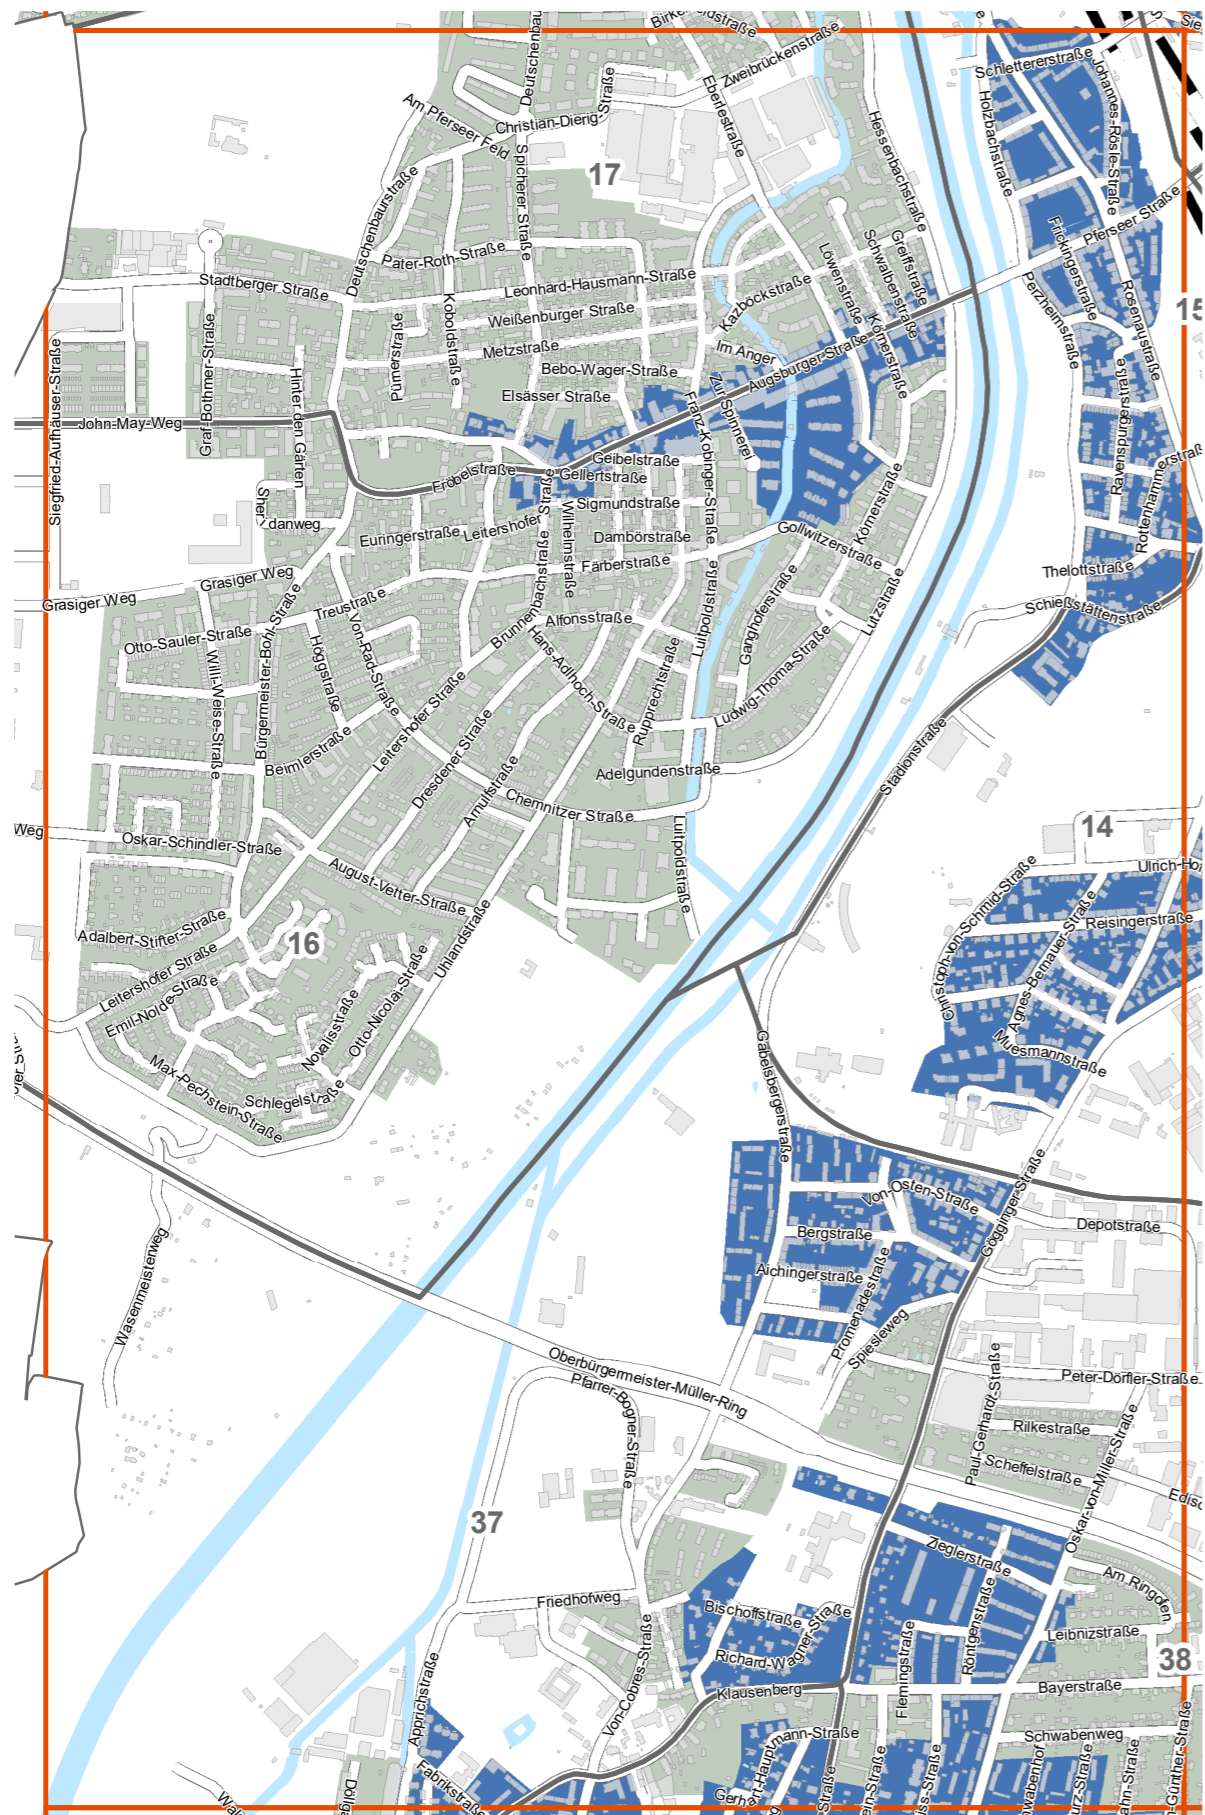 Birkenfeldstraße
Zweibrückenstraße
Schlettererstraße
Johannes-Rösle-Straße
Holzbachstraße
Eberlestraße
Am Pferseer Feld
Christian-Dierig-Straße
Spicherer Straße
17
Hessenbachstraße
Deutschenbaurstraße
Pferseer Straße
Frickingerstraße
Pater-Roth-Straße
Greiffstraße
Schwabenstraße
Löwenstraße
Stadtberger Straße
Leonhard-Hausmann-Straße
Kazböckstraße
Perzheimstraße
Rosenaustraße
15
Koboldstraße
Weißenburger Straße
Pürnerstraße
Metzstraße
Im Anger
Augsburger Straße
Körnerstraße
Siegfried-Aufhäuser-Straße
Graf-Bothmer-Straße
Hinter den Gärten
Bebo-Wager-Straße
Elsässer Straße
Zur Spinnerei
Franz-Kobinger-Straße
Ravenspurgerstraße
Rottenhammerstraße
John-May-Weg
Geibelstraße
Fröbelstraße
Gellertstraße
Sigmundstraße
Euringerstraße
Leitershofer Straße
Wilhelmstraße
Dambörstraße
Körnerstraße
Gollwitzerstraße
Färberstraße
Brunnenbachstraße
Grasiger Weg
Grasiger Weg
Treustraße
Thelottstraße
Schießstättenstraße
Otto-Sauler-Straße
Alfonsstraße
Luitpoldstraße
Ganghoferstraße
Lutzstraße
Ludwig-Thoma-Straße
Höggstraße
Von-Rad-Straße
Hans-Adlhoch-Straße
Rupprechtstraße
Willi-Weise-Straße
Bürgermeister-Bohl-Straße
Beimlerstraße
Leitershofer Straße
Dresdener Straße
Arnulfstraße
Adelgundenstraße
Stadionstraße
Chemnitzer Straße
Weg
Oskar-Schindler-Straße
August-Vetter-Straße
Luitpoldstraße
14
Christoph-von-Schmid-Straße
Reisingerstraße
Agnes-Bernauer-Straße
Adalbert-Stifter-Straße
16
Uhlandstraße
Leitershofer Straße
Emil-Nolde-Straße
Novalisstraße
Otto-Nicolai-Straße
Muesmannstraße
Max-Pechstein-Straße
Schlegelstraße
Gabelsbergerstraße
Von-Osten-Straße
Gögginger-Straße
Depotstraße
Bergstraße
Aichingerstraße
Promenadestraße
Spiesleweg
Wasenmeisterweg
Oberbürgermeister-Müller-Ring
Pfarrer-Bogner-Straße
Peter-Dörfler-Straße
Paul-Gerhardt-Straße
Rilkestraße
Scheffelstraße
Oskar-von-Miller-Straße
37
Zieglerstraße
Am Ringofen
Friedhofweg
Bischoffstraße
Richard-Wagner-Straße
Röntgenstraße
Flemingstraße
Leibnizstraße
38
Von-Cobres-Straße
Klausenberg
Bayerstraße
Apprichstraße
Schwabenweg
Fabrikstraße